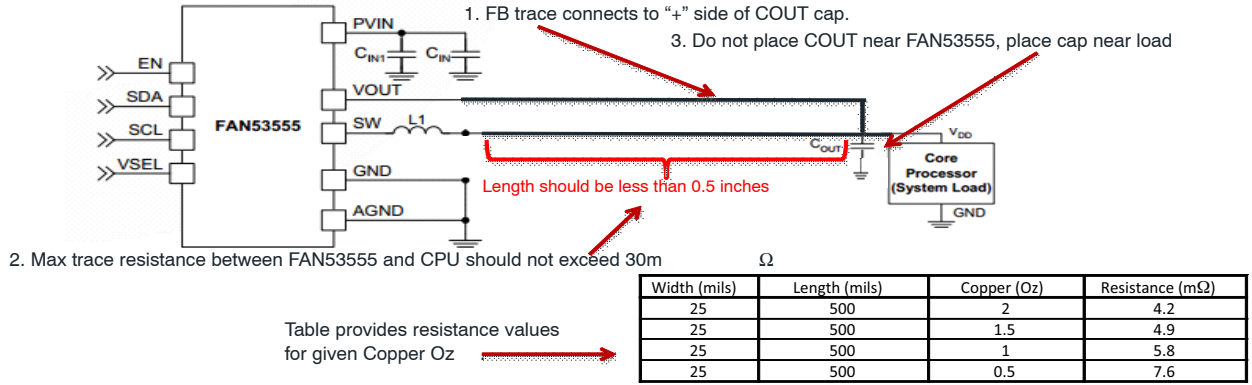 1. FB trace connects to “+” side of COUT cap.
3. Do not place COUT near FAN53555, place cap near load
PVIN
CIN1
CIN
EN
VOUT
SDA
FAN53555
SW
L1
SCL
COUT
VDD
Core
Processor
(System Load)
VSEL
GND
Length should be less than 0.5 inches
AGND
GND
2. Max trace resistance between FAN53555 and CPU should not exceed 30m Ω
Width (mils) Length (mils) Copper (Oz) Resistance (mΩ)
25 500 2 4.2
25 500 1.5 4.9
25 500 1 5.8
25 500 0.5 7.6
Table provides resistance values
for given Copper Oz